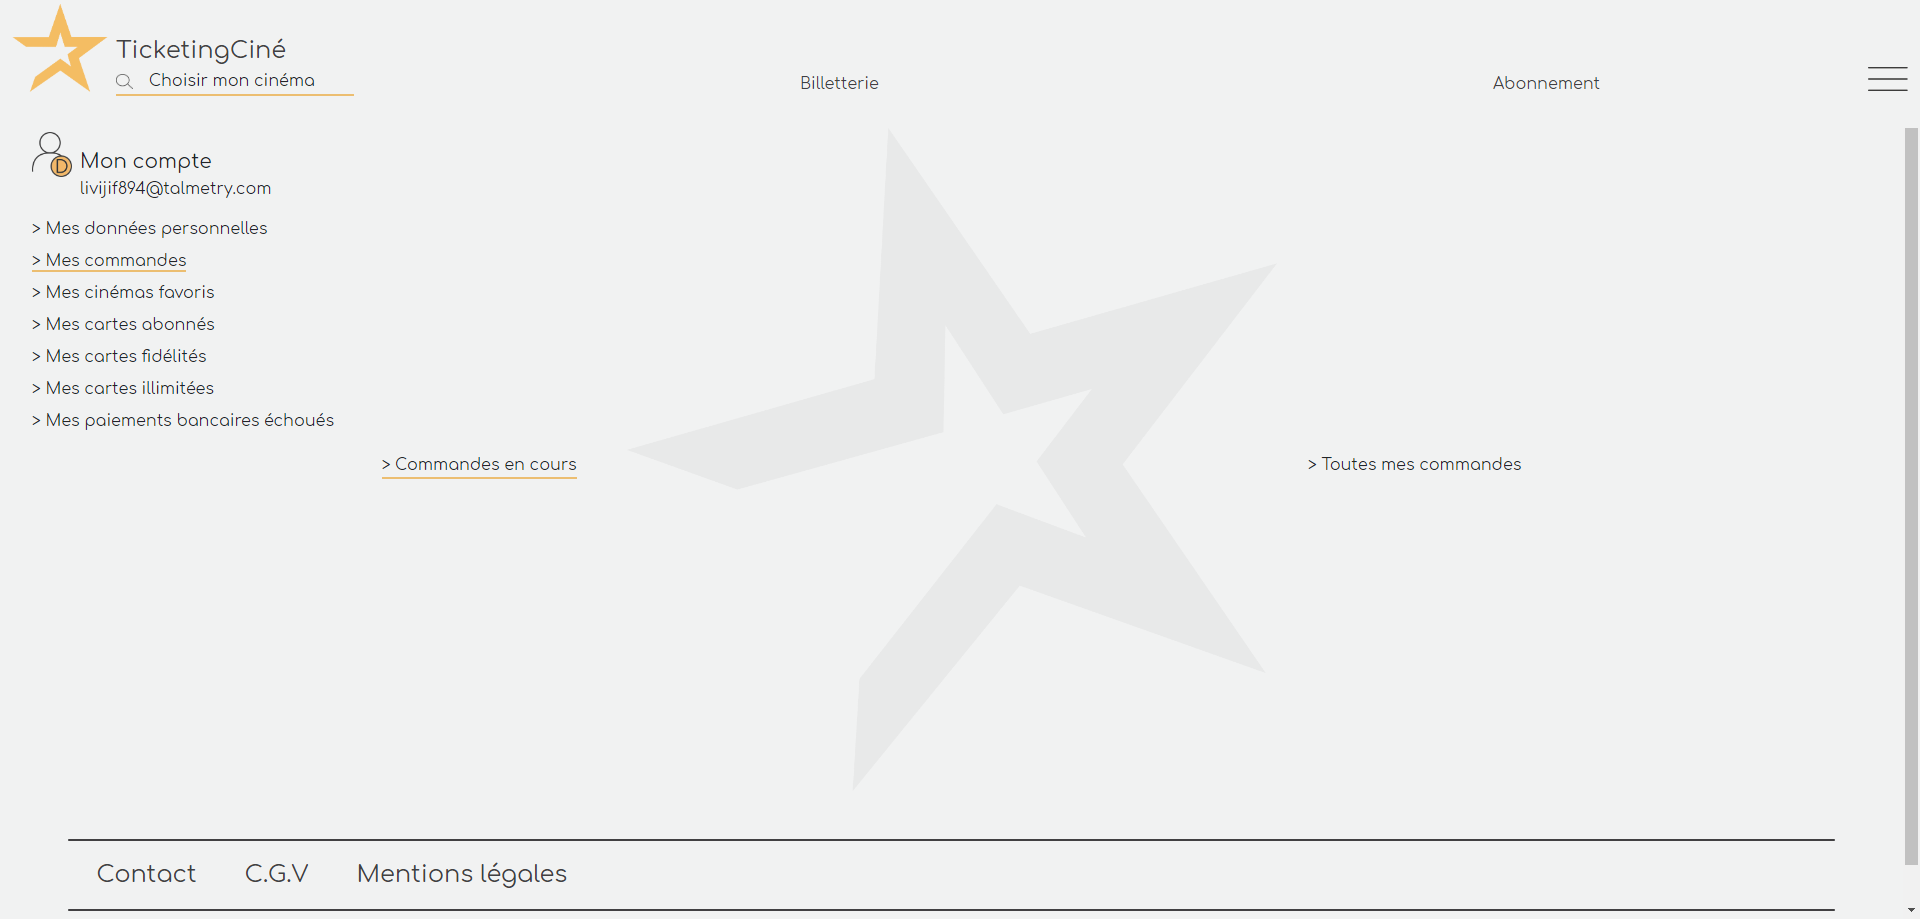 TicketingCiné
Choisir mon cinéma
Billetterie
Abonnement
D
Mon compte
livijif894@talmetry.com
> Mes données personnelles
> Mes commandes
> Mes cinémas favoris
> Mes cartes abonnés
> Mes cartes fidélités
> Mes cartes illimitées
> Mes paiements bancaires échoués
> Commandes en cours
> Toutes mes commandes
Contact
C.G.V
Mentions légales